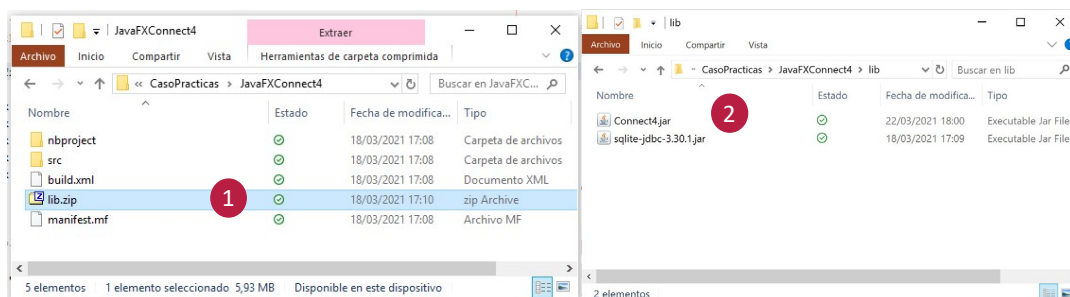 JavaFXConnect4
Extraer
Archivo Inicio Compartir Vista Herramientas de carpeta comprimida
« CasoPracticas > JavaFXConnect4
Buscar en JavaFXC...
Nombre Estado Fecha de modifica... Tipo
nbproject 18/03/2021 17:08 Carpeta de archivos
src 18/03/2021 17:08 Carpeta de archivos
build.xml 18/03/2021 17:08 Documento XML
lib.zip 1 18/03/2021 17:10 zip Archive
manifest.mf 18/03/2021 17:08 Archivo MF
5 elementos 1 elemento seleccionado 5,93 MB Disponible en este dispositivo
lib
Archivo Inicio Compartir Vista
CasoPracticas > JavaFXConnect4 > lib
Buscar en lib
Nombre Estado Fecha de modifica... Tipo
2
Connect4.jar 22/03/2021 18:00 Executable Jar File
sqlite-jdbc-3.30.1.jar 18/03/2021 17:09 Executable Jar File
2 elementos